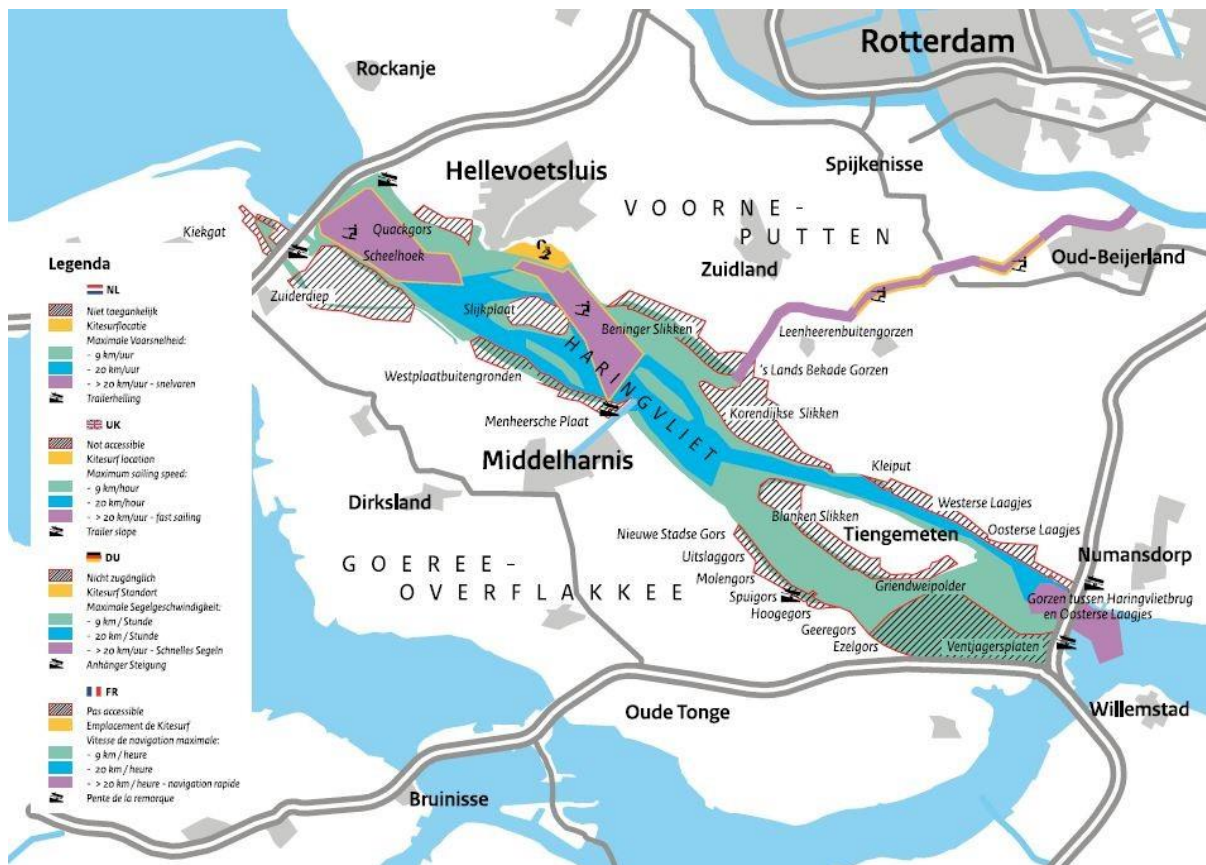 Rotterdam
Rockanje
Spijkenisse
Hellevoetsluis
VOORNE-
PUTTEN
Kiekgat
Quackgors
Scheelhoek
Zuidland
Oud-Beijerland
Zuiderdiep
Slijkplaat
Beningerslikken
Leenheerenbuitengorzen
HARINGVLIET
Westplaatbuitengronden
's Lands Bekade Gorzen
Menheersche Plaat
Korendijkse Slikken
Middelharnis
Kleiput
Dirksland
Westerse Laagjes
Blanken Slikken
Oosterse Laagjes
Nieuwe Stadse Gors
Tiengemeten
Uitslaggors
Numansdorp
GOEREE-
OVERFLAKKEE
Molengors
Griendweipolder
Spuigors
Gorzen tussen Haringvlietbrug
en Oosterse Laagjes
Hoogegors
Geeregors
Ezelgors
Ventjagersplaten
Oude Tonge
Willemstad
Bruinisse
Legenda
NL
Niet toegankelijk
Kitesurflocatie
Maximale Vaarsnelheid:
- 9 km/uur
- 20 km/uur
- > 20 km/uur - snelvaren
Trailerhelling
UK
Not accessible
Kitesurf location
Maximum sailing speed:
- 9 km/hour
- 20 km/hour
- > 20 km/uur - fast sailing
Trailer slope
DU
Nicht zugänglich
Kitesurf Standort
Maximale Segelgeschwindigkeit:
- 9 km / Stunde
- 20 km / Stunde
- > 20 km/uur - Schnelles Segeln
Anhänger Steigung
FR
Pas accessible
Emplacement de Kitesurf
Vitesse de navigation maximale:
- 9 km / heure
- 20 km / heure
- > 20 km / heure - navigation rapide
Pente de la remorque